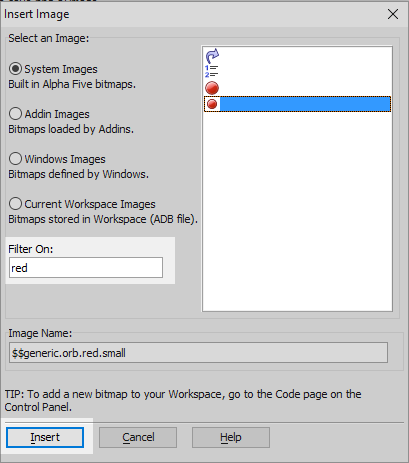 Insert Image
Select an Image:
System Images
Built in Alpha Five bitmaps.
Addin Images
Bitmaps loaded by Addins.
Windows Images
Bitmaps defined by Windows.
Current Workspace Images
Bitmaps stored in Workspace (ADB file).
Filter On:
red
1
2
Image Name:
$$generic.orb.red.small
TIP: To add a new bitmap to your Workspace, go to the Code page on the
Control Panel.
Insert Cancel Help